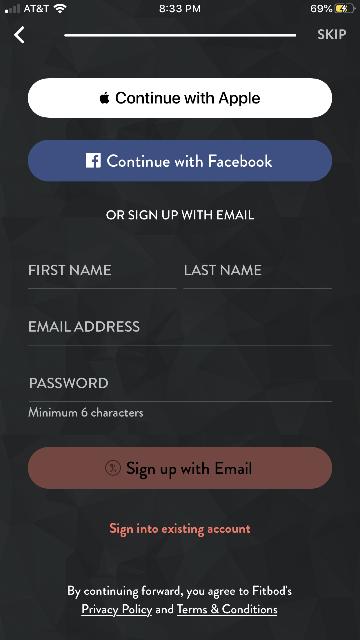 AT&T 8:33 PM 69%
SKIP
Continue with Apple
Continue with Facebook
OR SIGN UP WITH EMAIL
FIRST NAME LAST NAME
EMAIL ADDRESS
PASSWORD
Minimum 6 characters
Sign up with Email
Sign into existing account
By continuing forward, you agree to Fitbod's
Privacy Policy and Terms & Conditions